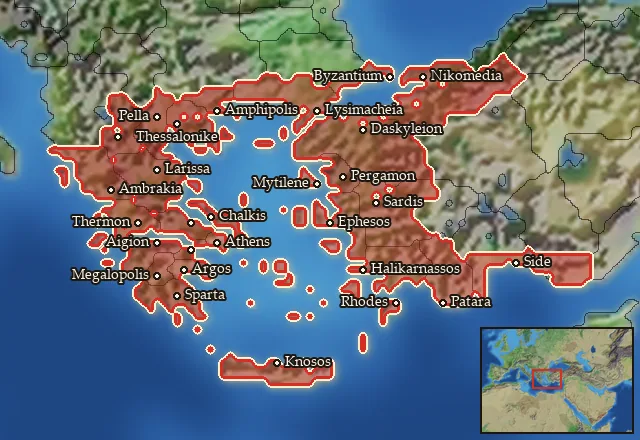 Byzantium
Nikomedia
Pella
Amphipolis
Lysimacheia
Thessalonike
Daskyleion
Larissa
Pergamon
Mytilene
Ambrakia
Sardis
Chalkis
Thermon
Ephesos
Aigion
Athens
Side
Argos
Halikarnassos
Megalopolis
Sparta
Rhodes
Patara
Knosos